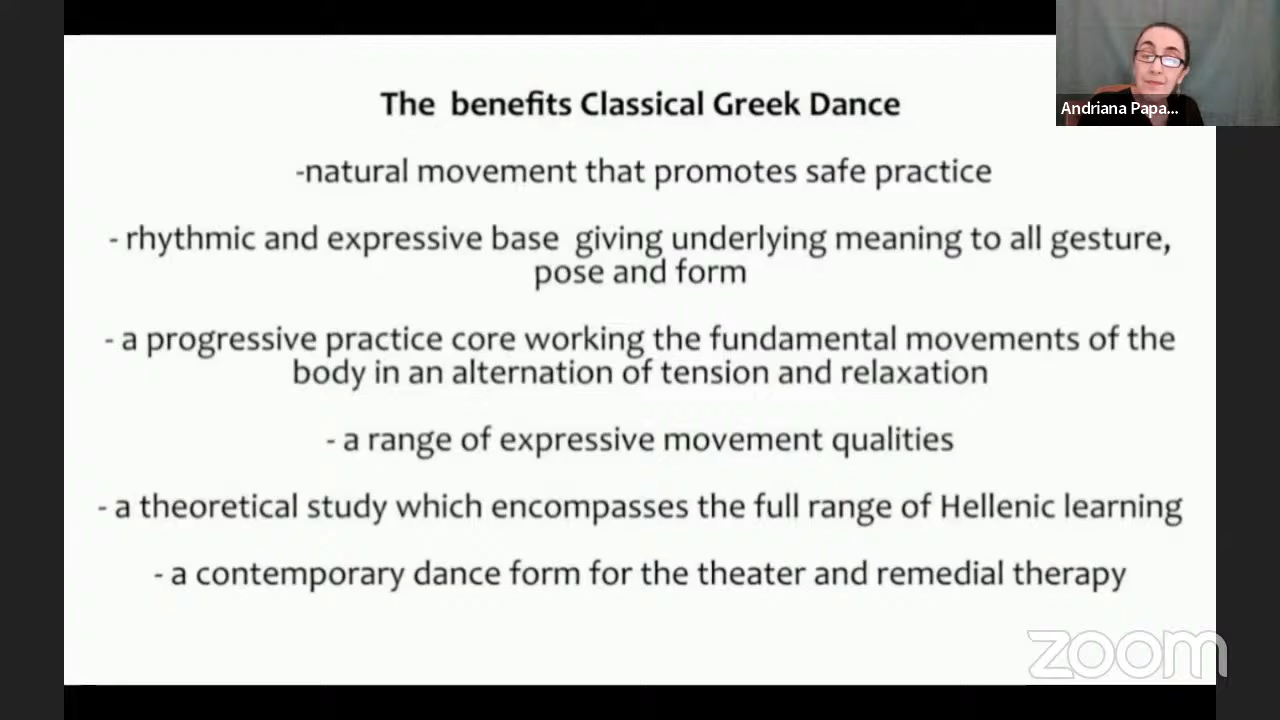 The benefits Classical Greek Dance
-natural movement that promotes safe practice
- rhythmic and expressive base giving underlying meaning to all gesture,
pose and form
- a progressive practice core working the fundamental movements of the
body in an alternation of tension and relaxation
- a range of expressive movement qualities
- a theoretical study which encompasses the full range of Hellenic learning
- a contemporary dance form for the theater and remedial therapy
Andriana Papa...
zoom